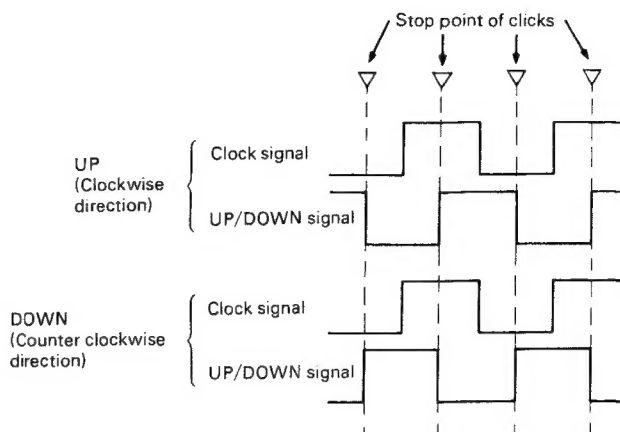 Stop point of clicks
UP
(Clockwise
direction)
Clock signal
UP/DOWN signal
DOWN
(Counter clockwise
direction)
Clock signal
UP/DOWN signal